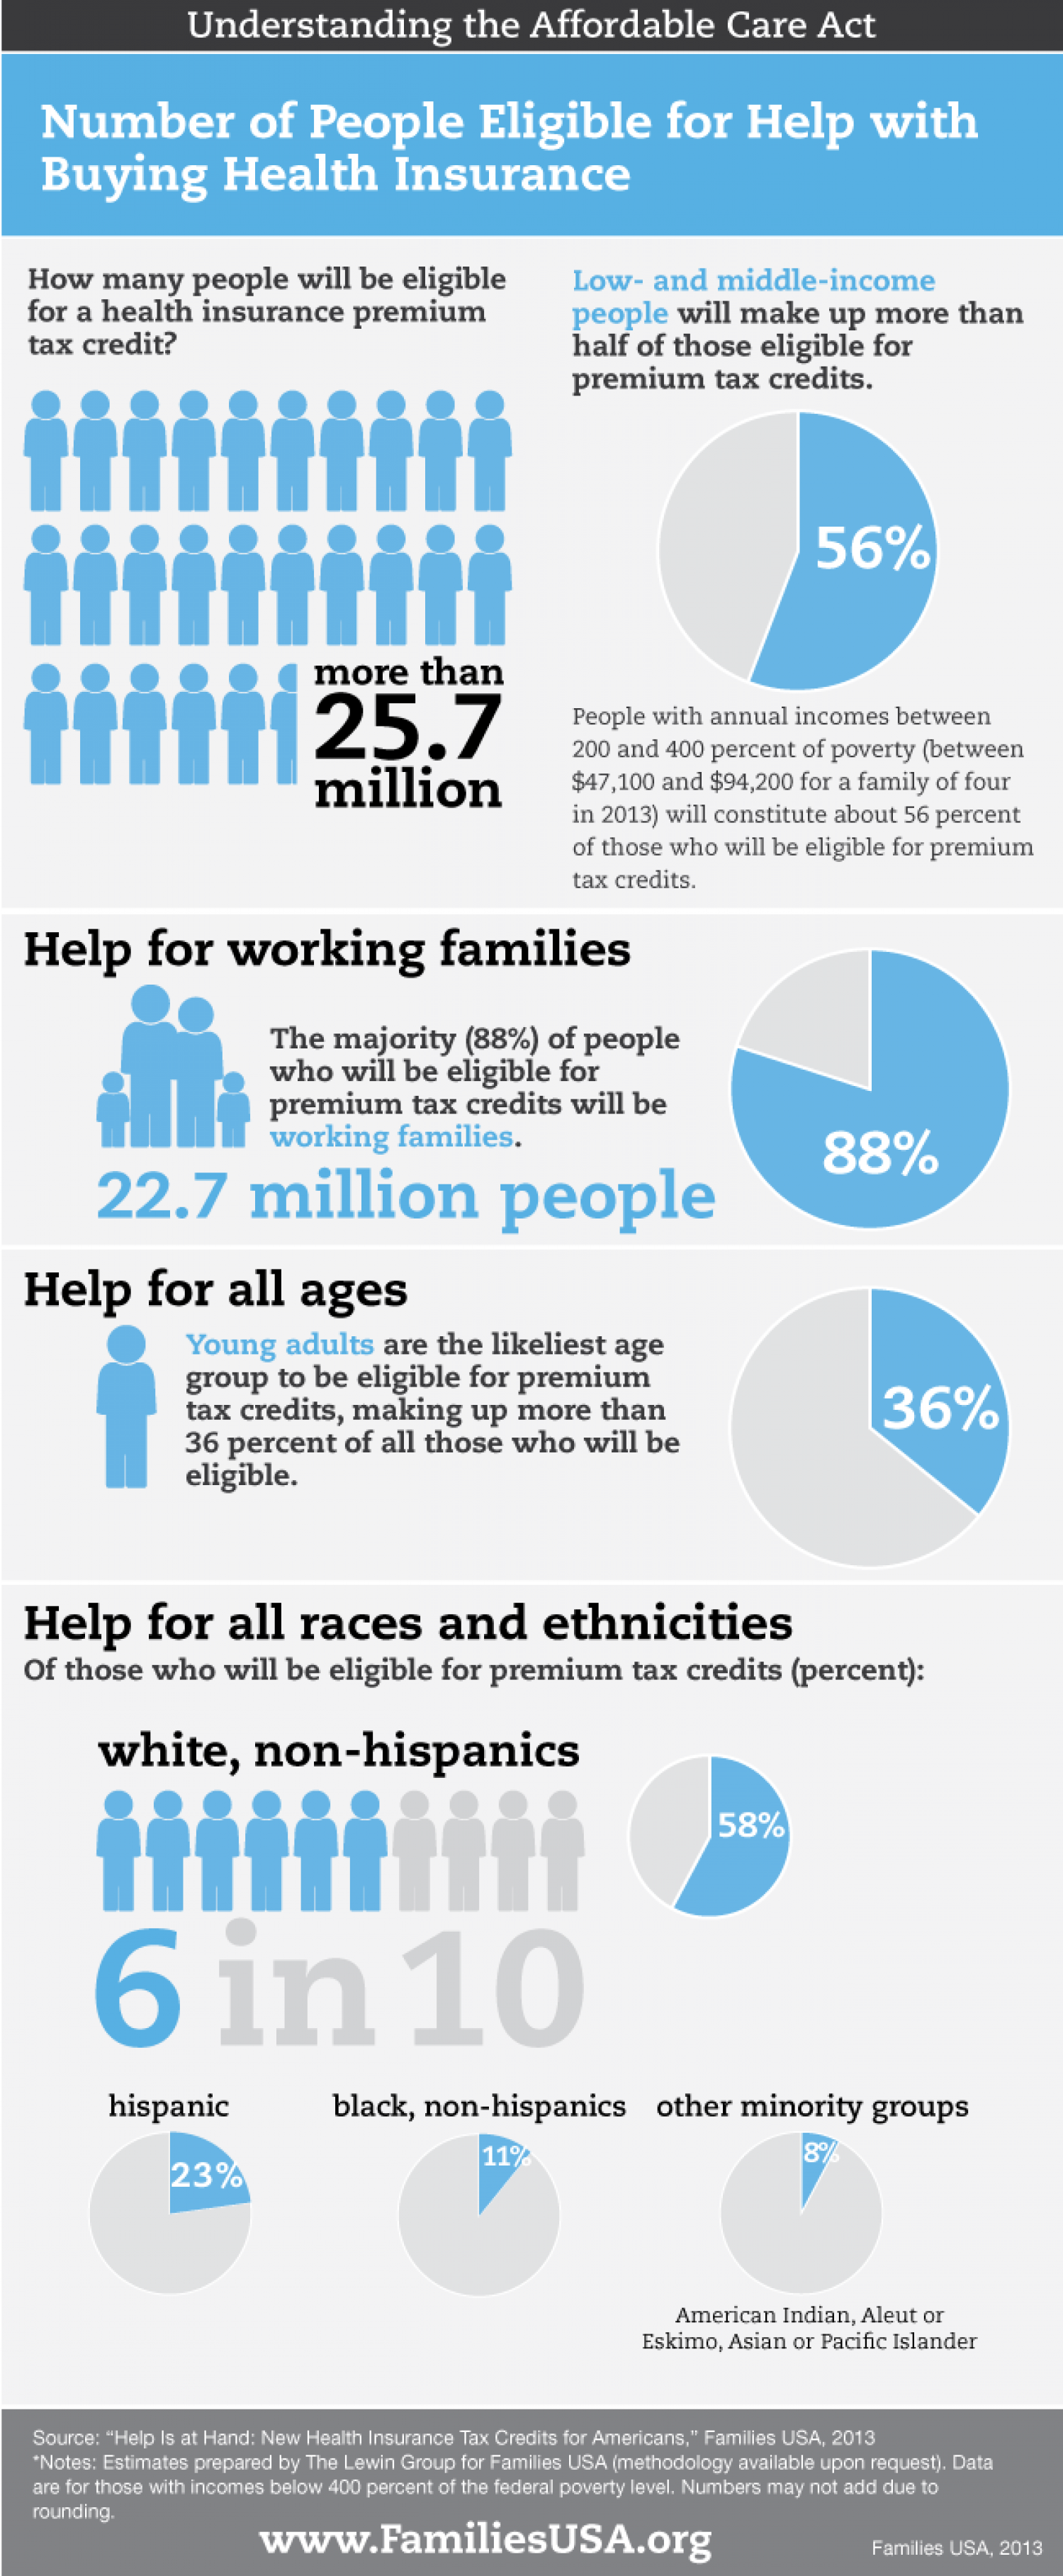 Understanding the Affordable Care Act
Number of People Eligible for Help with
Buying Health Insurance
How many people will be eligible
for a health insurance premium
tax credit?
more than
25.7
million
Low- and middle-income
people will make up more than
half of those eligible for
premium tax credits.
56%
People with annual incomes between
200 and 400 percent of poverty (between
$47,100 and $94,200 for a family of four
in 2013) will constitute about 56 percent
of those who will be eligible for premium
tax credits.
Help for working families
The majority (88%) of people
who will be eligible for
premium tax credits will be
working families.
22.7 million people
88%
Help for all ages
Young adults are the likeliest age
group to be eligible for premium
tax credits, making up more than
36 percent of all those who will be
eligible.
36%
Help for all races and ethnicities
Of those who will be eligible for premium tax credits (percent):
white, non-hispanics
58%
6 in 10
hispanic
23%
black, non-hispanics
11%
other minority groups
8%
American Indian, Aleut or
Eskimo, Asian or Pacific Islander
Source: “Help Is at Hand: New Health Insurance Tax Credits for Americans,” Families USA, 2013
*Notes: Estimates prepared by The Lewin Group for Families USA (methodology available upon request). Data
are for those with incomes below 400 percent of the federal poverty level. Numbers may not add due to
rounding.
www.FamiliesUSA.org
Families USA, 2013